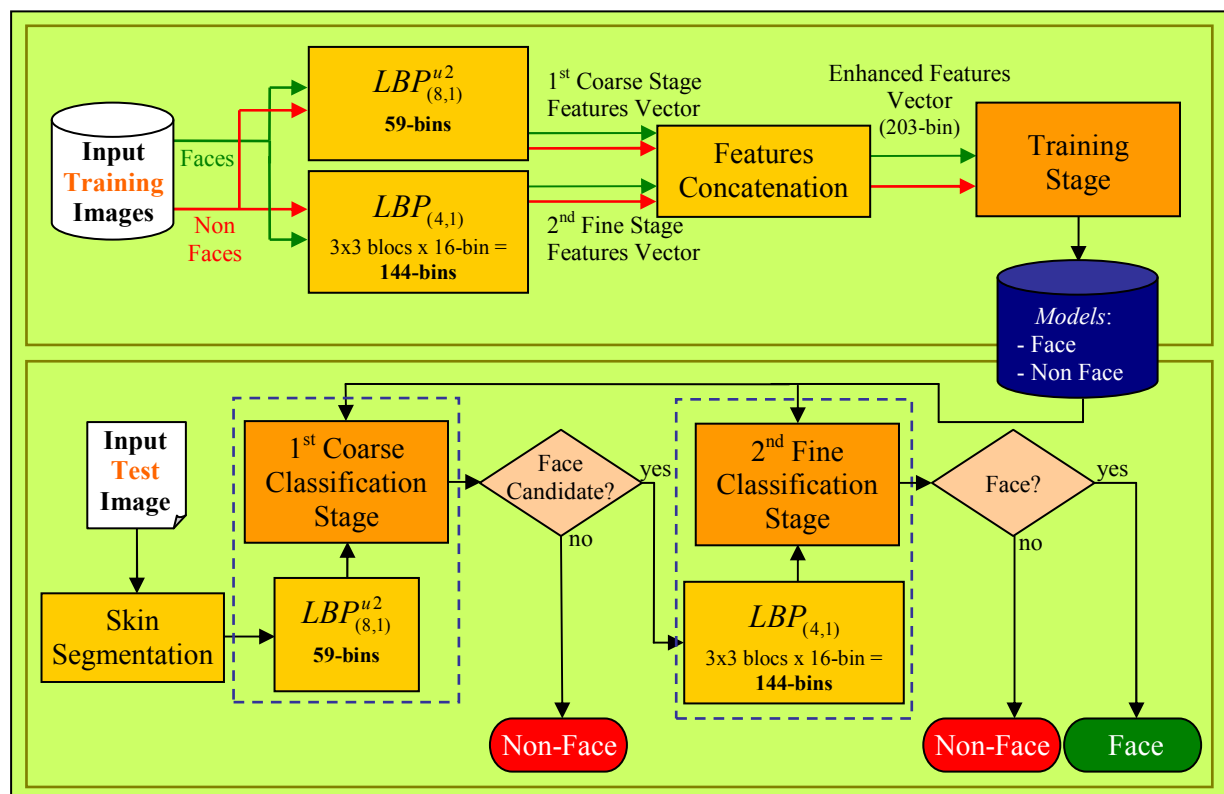 Input
Training
Images
Faces
Non
Faces
LBP^{u2}_{(8,1)}
59-bins
LBP_{(4,1)}
3x3 blocs x 16-bin =
144-bins
1st Coarse Stage
Features Vector
2nd Fine Stage
Features Vector
Features
Concatenation
Enhanced Features
Vector
(203-bin)
Training
Stage
Models:
- Face
- Non Face
Input
Test
Image
Skin
Segmentation
1st Coarse
Classification
Stage
LBP^{u2}_{(8,1)}
59-bins
Face
Candidate?
yes
no
Non-Face
2nd Fine
Classification
Stage
LBP_{(4,1)}
3x3 blocs x 16-bin =
144-bins
Face?
yes
no
Non-Face
Face